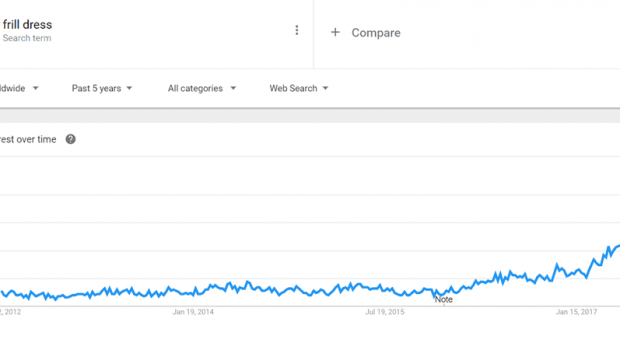 frill dress
Search term
+ Compare
ldwide
Past 5 years
All categories
Web Search
rest over time ?
2, 2012
Jan 19, 2014
Jul 19, 2015
Jan 15, 2017
Note